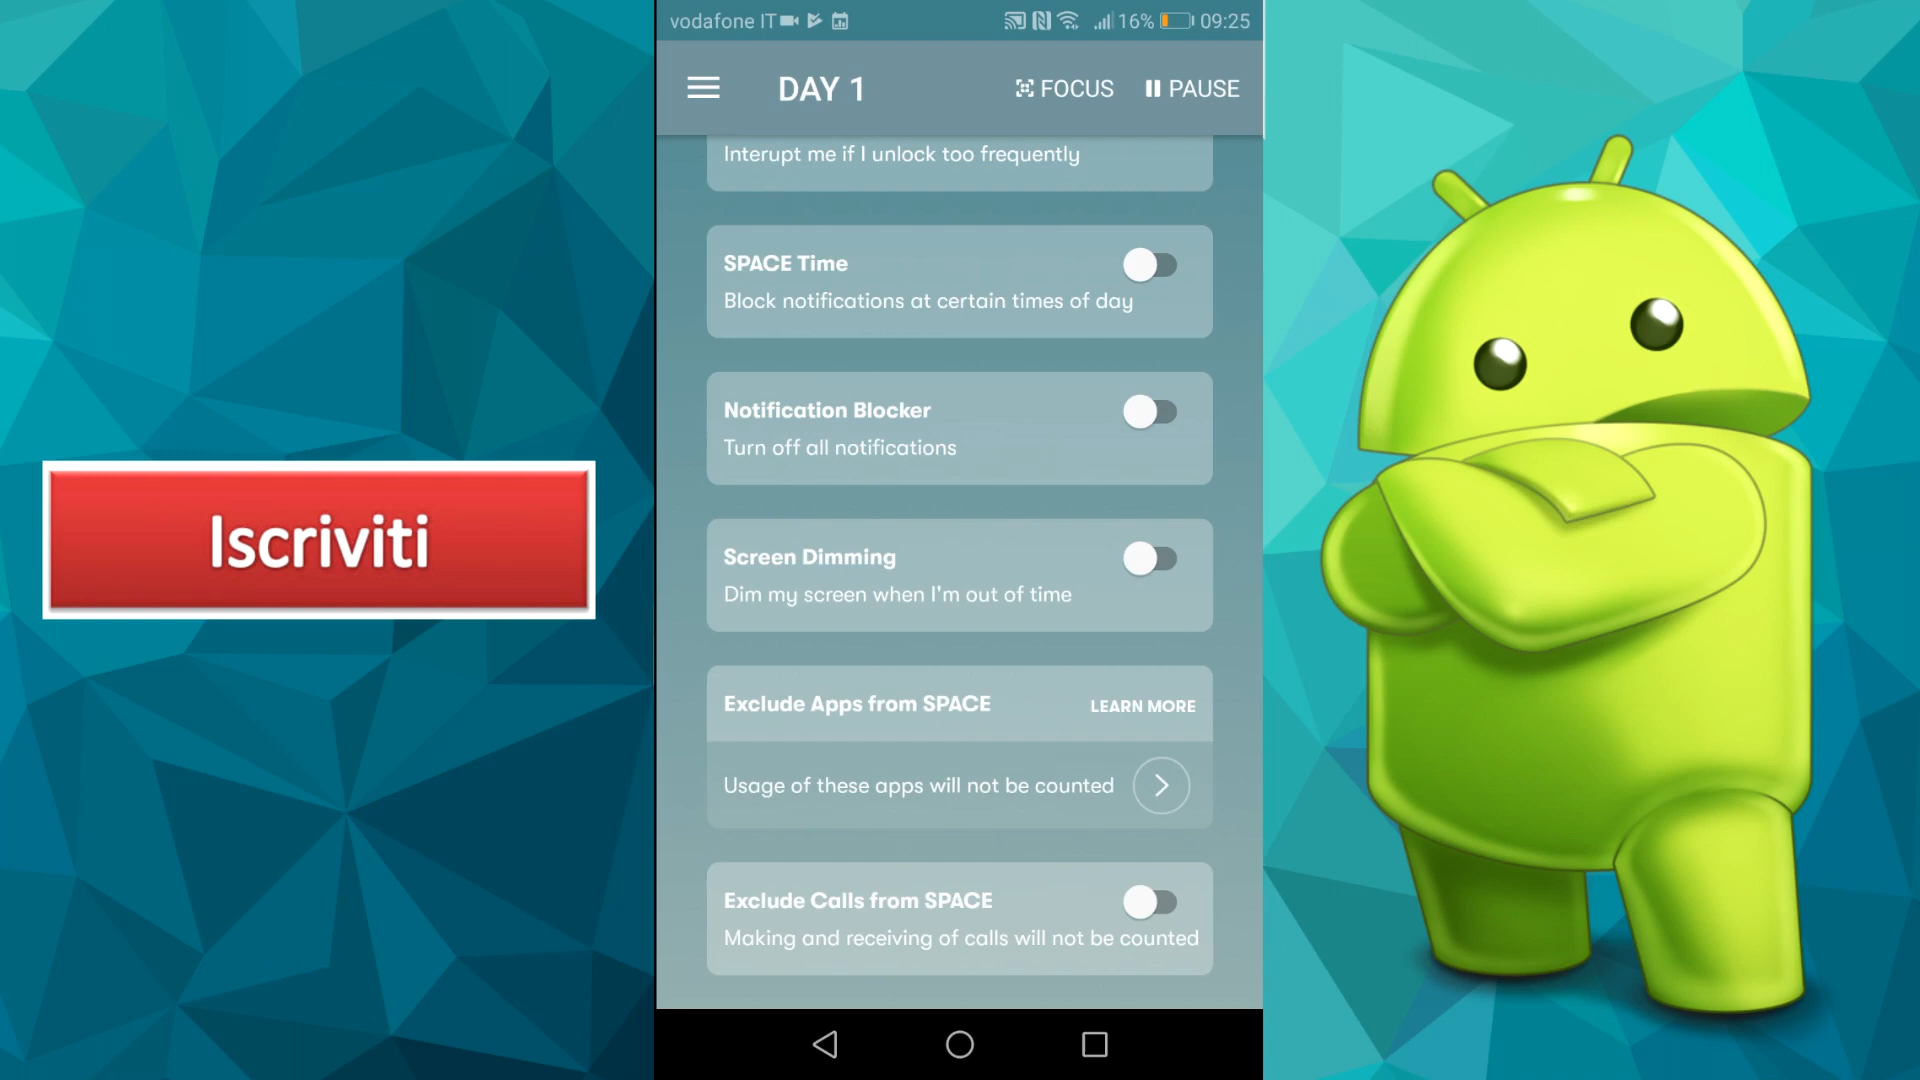 vodafone IT
16%
09:25
DAY 1
FOCUS
PAUSE
Interupt me if I unlock too frequently
SPACE Time
Block notifications at certain times of day
Notification Blocker
Turn off all notifications
Iscriviti
Screen Dimming
Dim my screen when I'm out of time
Exclude Apps from SPACE
LEARN MORE
Usage of these apps will not be counted
Exclude Calls from SPACE
Making and receiving of calls will not be counted